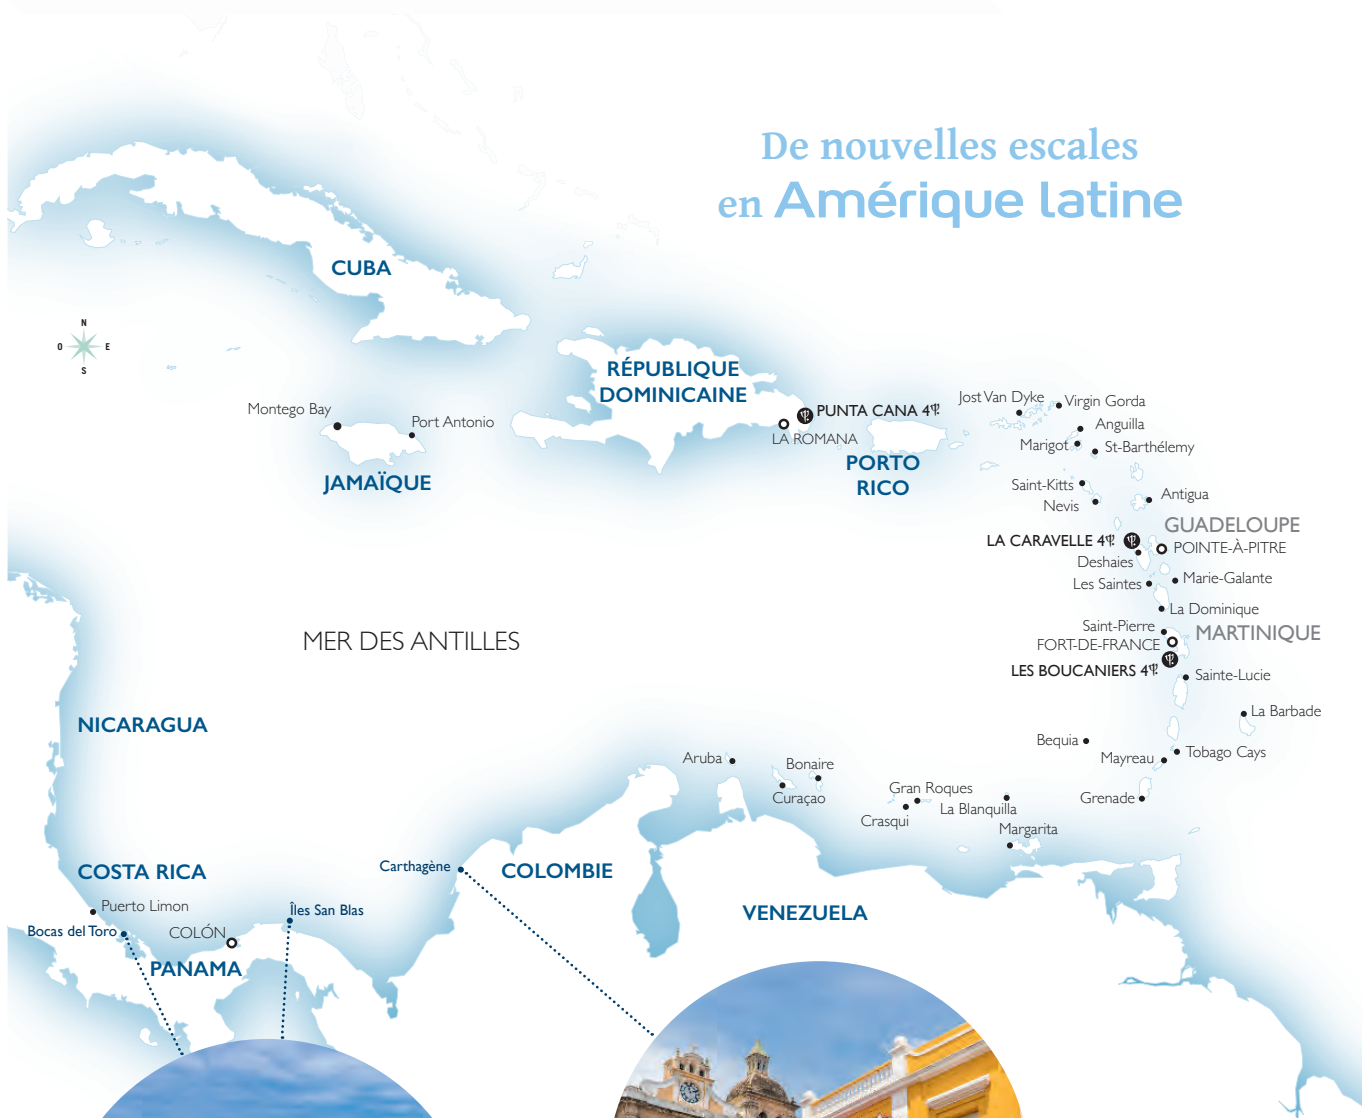 De nouvelles escales
en Amérique latine
CUBA
N
O
E
S
RÉPUBLIQUE
DOMINICAINE
Montego Bay
Port Antonio
JAMAÏQUE
PUNTA CANA 4
LA ROMANA
PORTO
RICO
Jost Van Dyke
Virgin Gorda
Anguilla
Marigot
St-Barthélemy
Saint-Kitts
Nevis
Antigua
GUADELOUPE
LA CARAVELLE 4
POINTE-À-PITRE
Deshaies
Les Saintes
Marie-Galante
La Dominique
Saint-Pierre
MARTINIQUE
FORT-DE-FRANCE
LES BOUCANIERS 4
Sainte-Lucie
MER DES ANTILLES
La Barbade
NICARAGUA
Bequia
Tobago Cays
Mayreau
Aruba
Bonaire
Curaçao
Gran Roques
La Blanquilla
Grenade
Crasqui
Margarita
Carthagène
COLOMBIE
COSTA RICA
Puerto Limon
Îles San Blas
VENEZUELA
Bocas del Toro
COLÓN
PANAMA